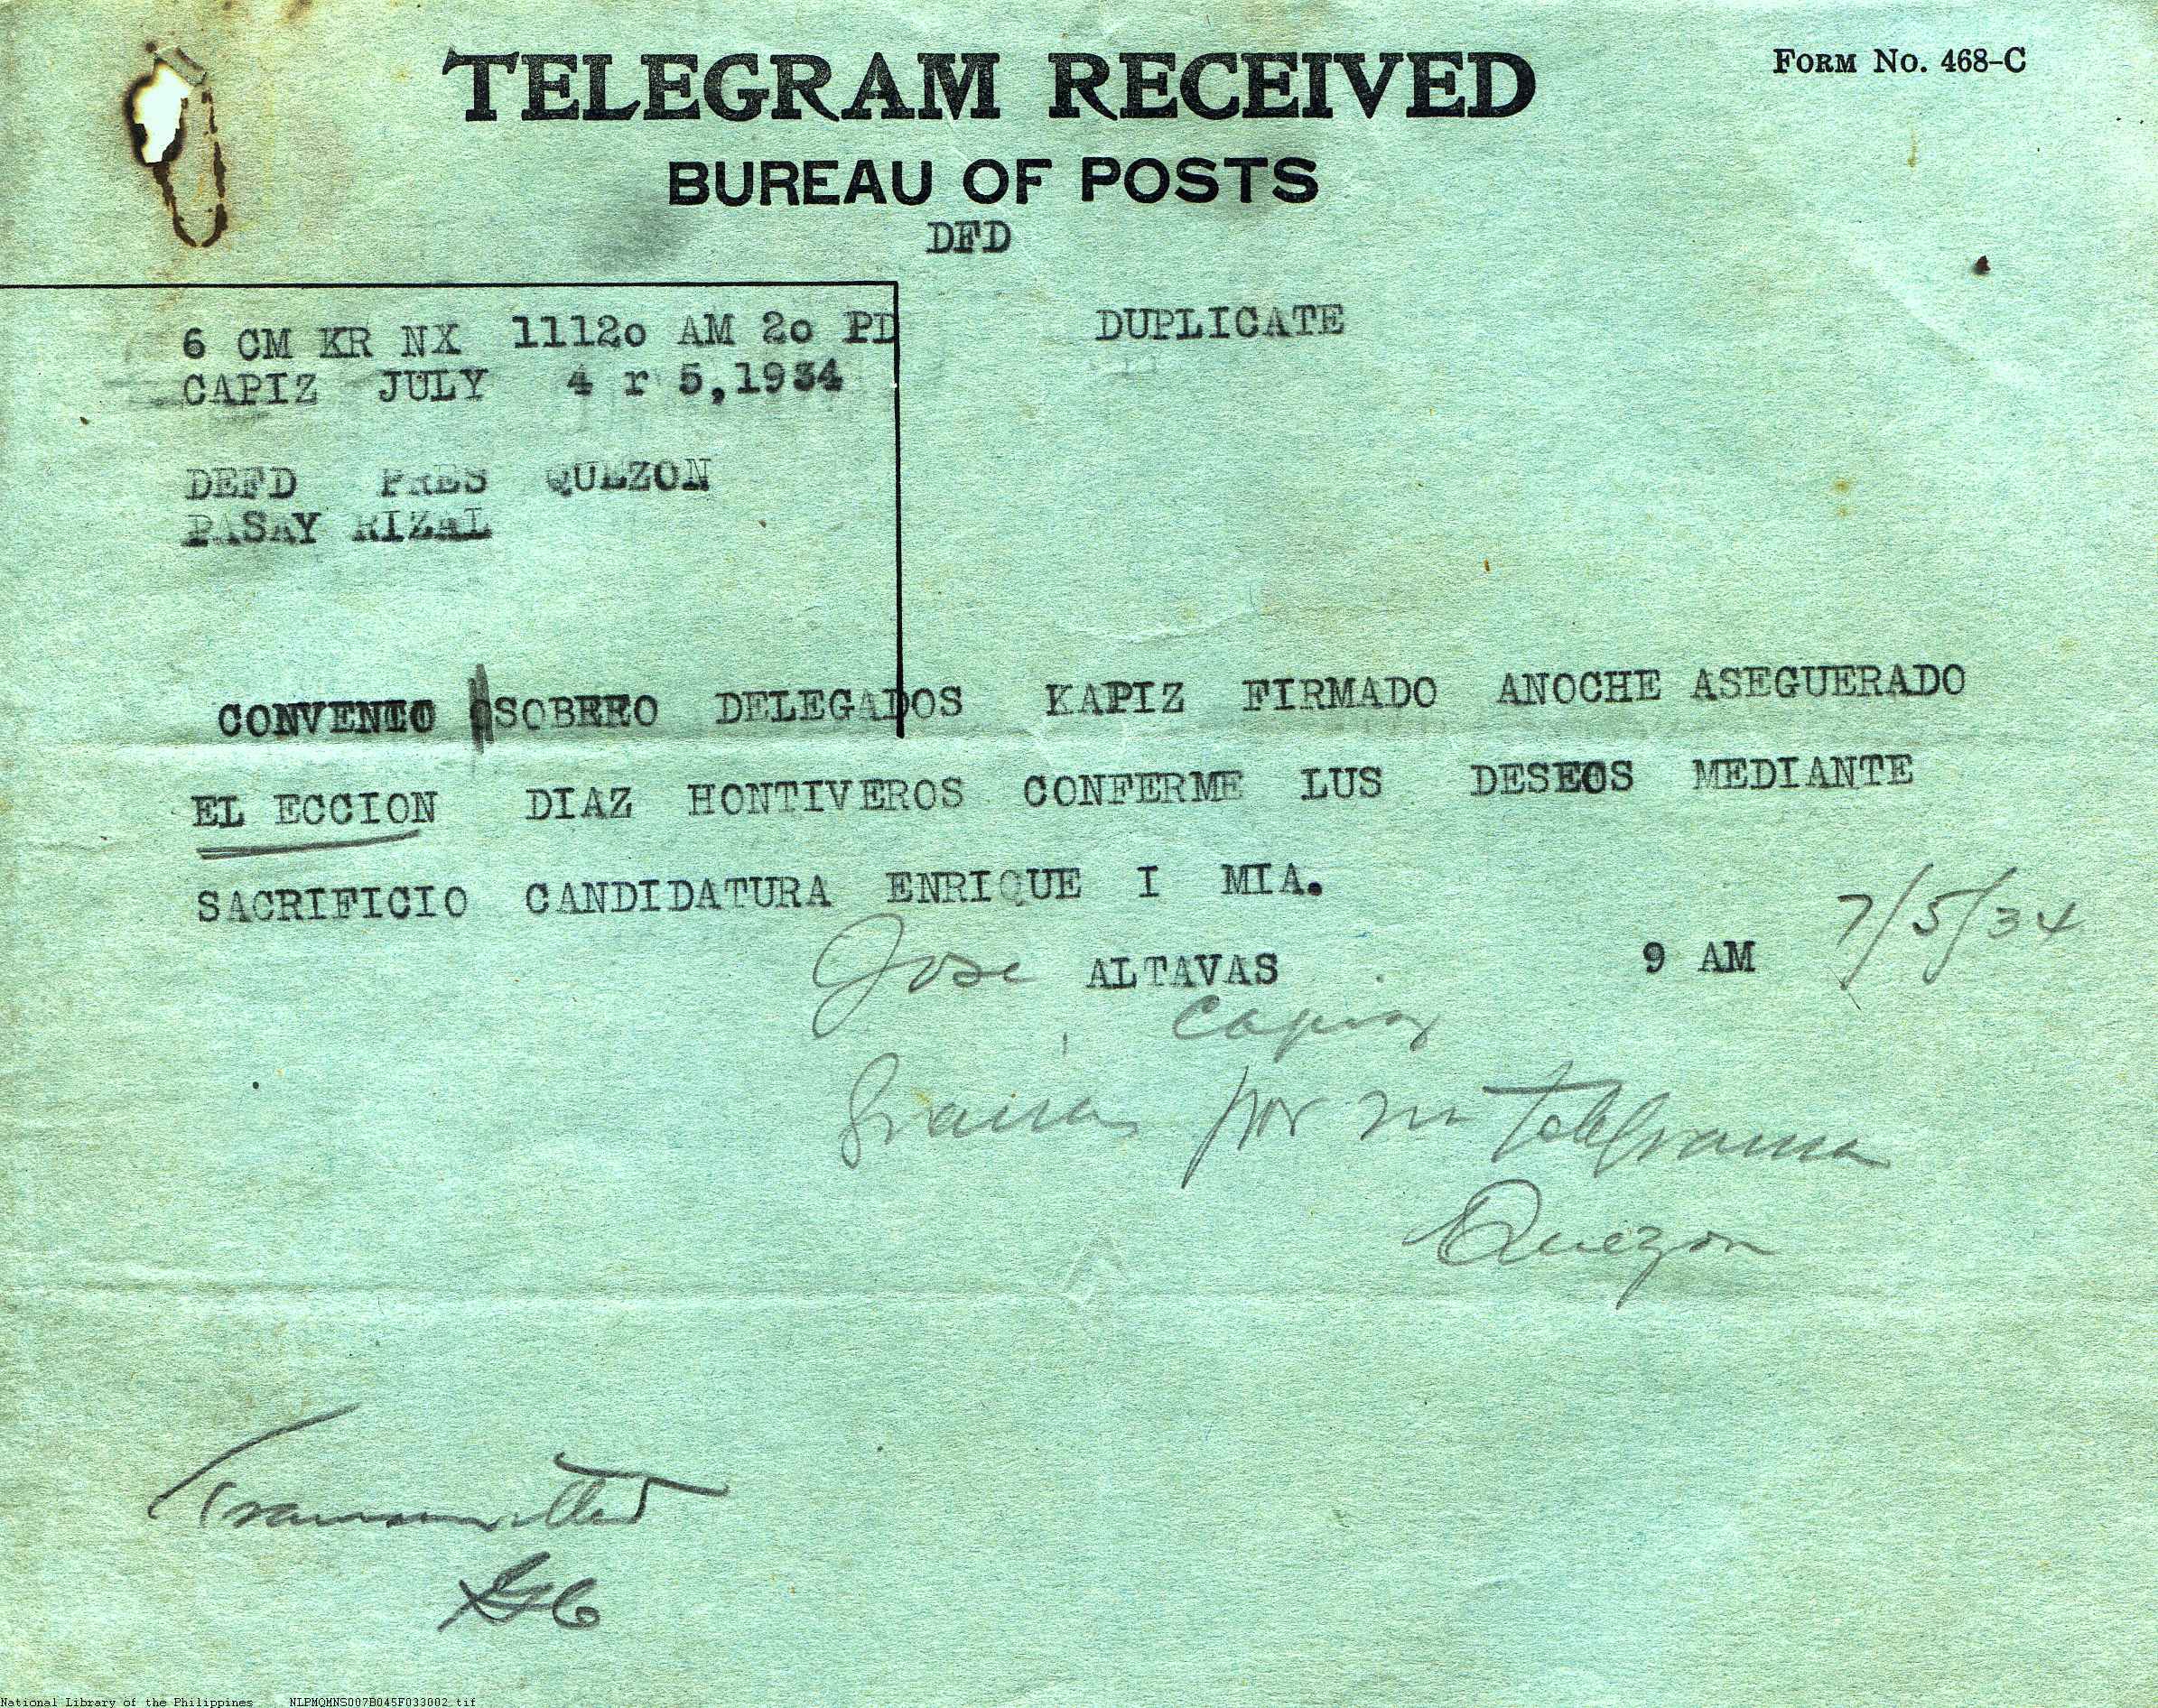 FORM No. 468-C
TELEGRAM RECEIVED
BUREAU OF POSTS
DFD
6 CM KR NX 1112o AM 2o PD
DUPLICATE
CAPIZ JULY 4 r 5,1934
DEFD PRES QUEZON
PASAY RIZAL
CONVENIO SOBREO DELEGADOS KAPIZ FIRMADO ANOCHE ASEGUERADO
EL ECCION DIAZ HONTIVEROS CONFERME LUS DESEOS MEDIANTE
SACRIFICIO CANDIDATURA ENRIQUE I MIA.
Jose ALTAVAS 9 AM 7/5/34
Capiz
Gracias por su telegrama
Quezon
Transmitted
National Library of the Philippines NLPMQMNS007B045F033002.tif